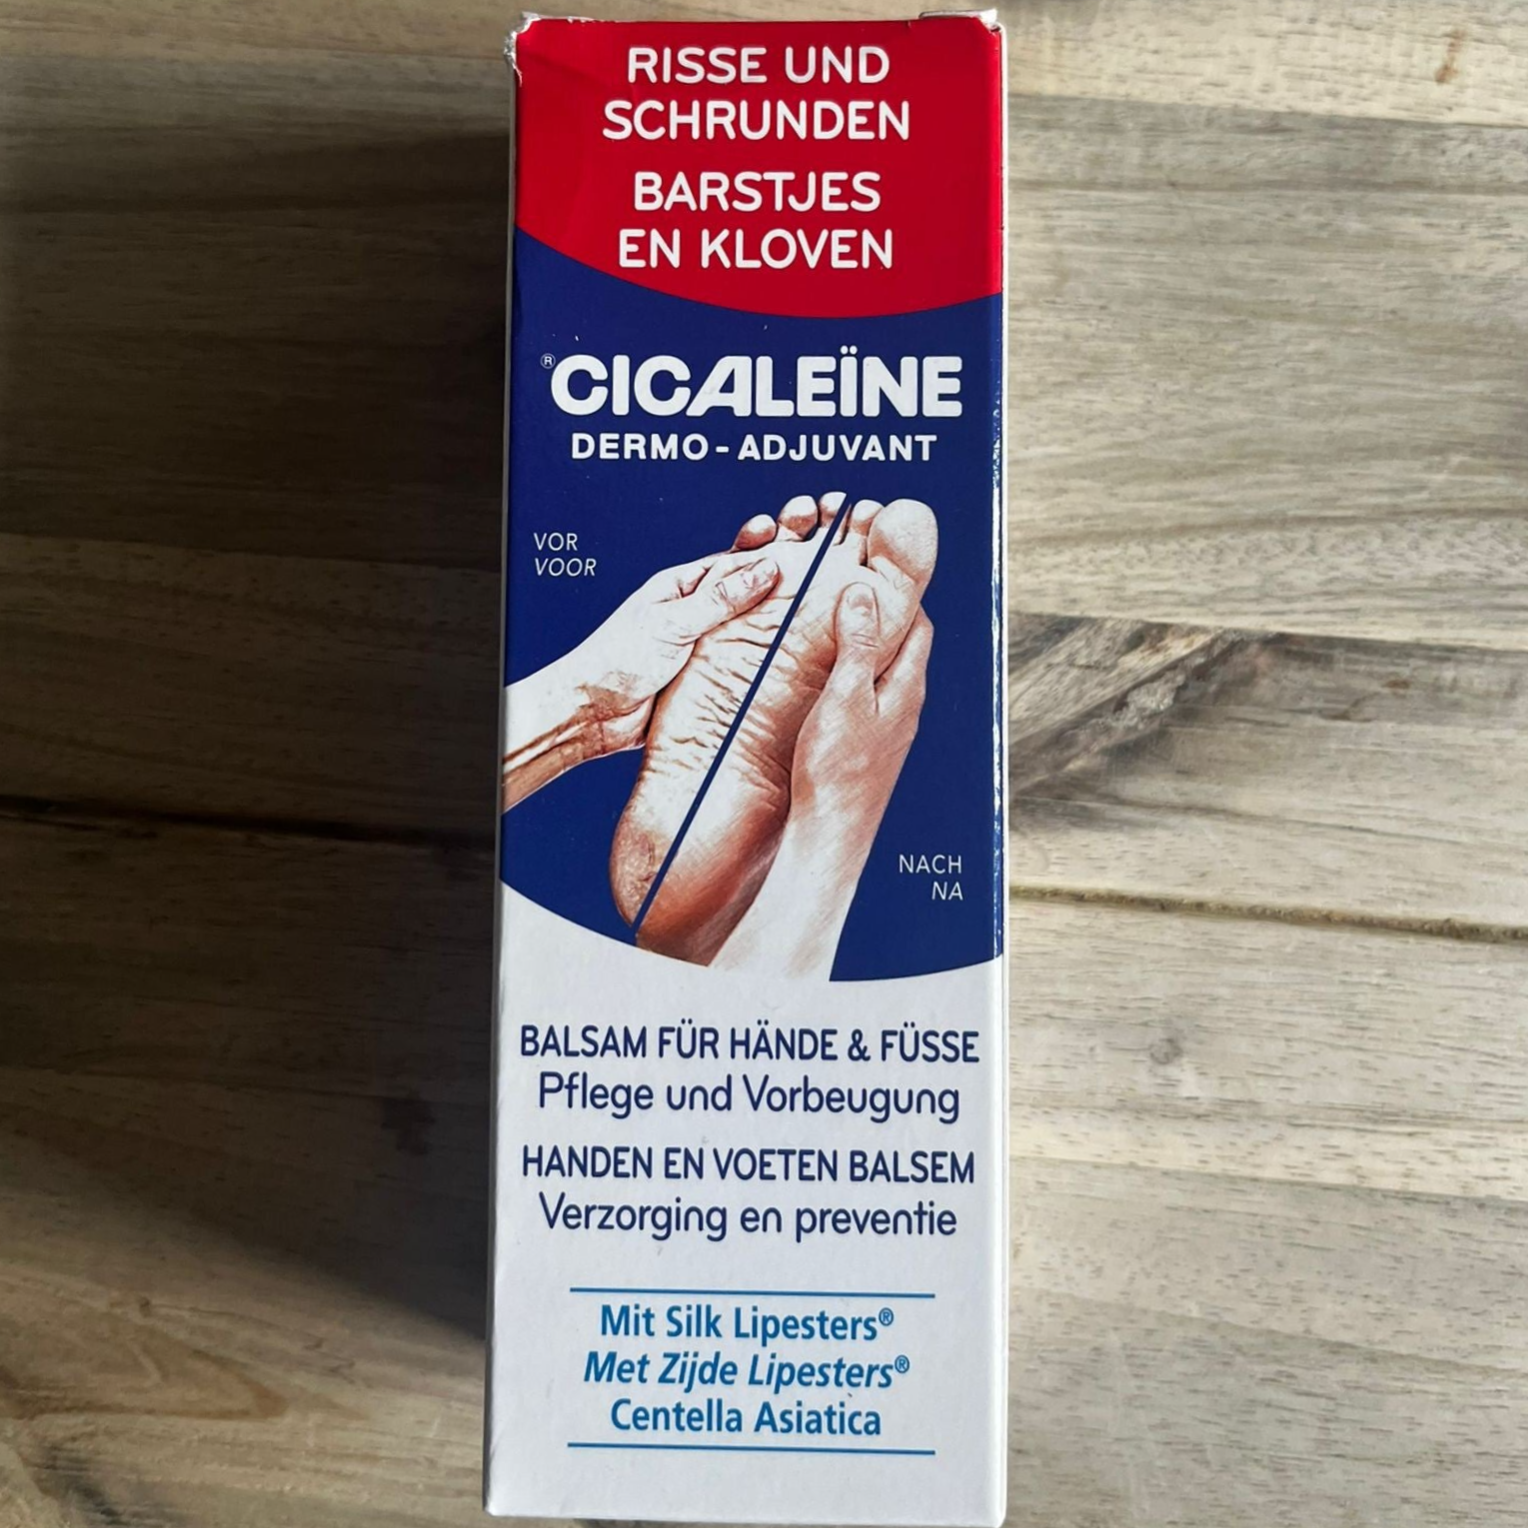 RISSE UND
SCHRUNDEN
BARSTJES
EN KLOVEN
®CICALEÏNE
DERMO-ADJUVANT
VOR
VOOR
NACH
NA
BALSAM FÜR HÄNDE & FÜSSE
Pflege und Vorbeugung
HANDEN EN VOETEN BALSEM
Verzorging en preventie
Mit Silk Lipesters®
Met Zijde Lipesters®
Centella Asiatica